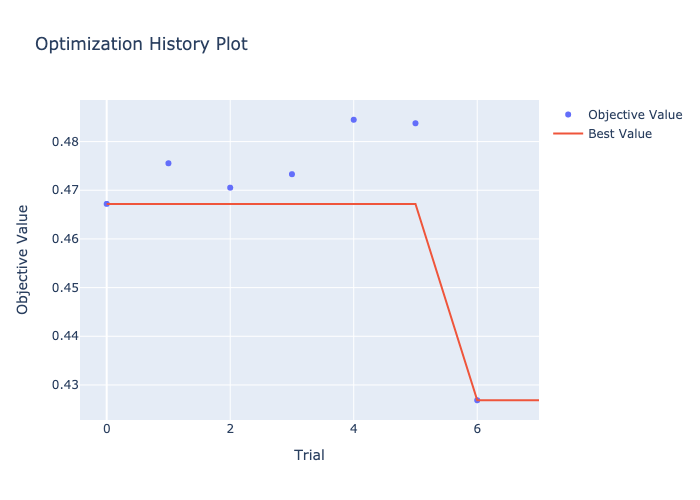 Optimization History Plot
Objective Value
Best Value
0.48
0.47
0.46
0.45
0.44
0.43
Objective Value
0
2
4
6
Trial